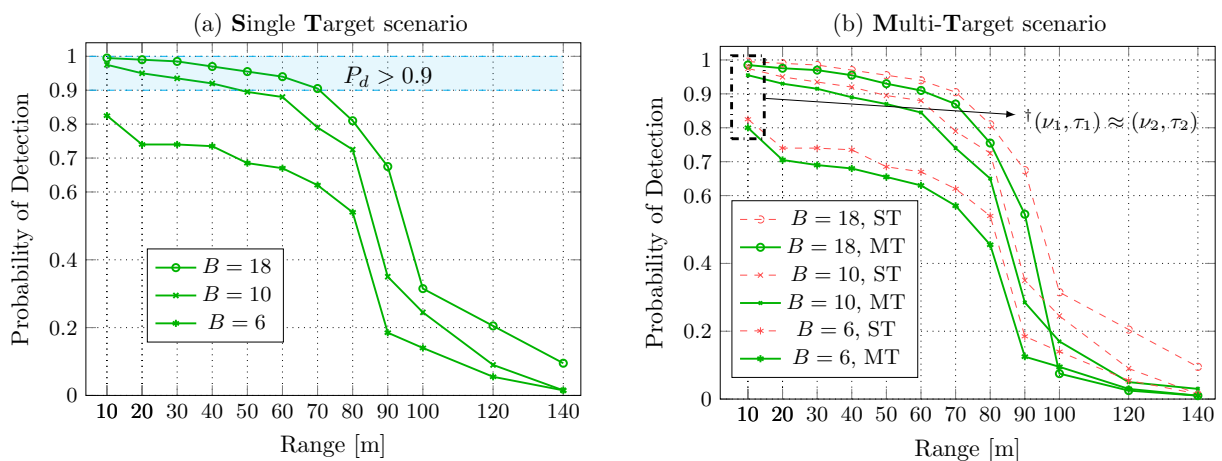 (a) Single Target scenario
1
0.9
0.8
0.7
0.6
0.4
0.2
0
Probability of Detection
P_d > 0.9
B = 18
B = 10
B = 6
10 20 30 40 50 60 70 80 90 100 120 140
Range [m]
(b) Multi-Target scenario
1
0.9
0.8
0.7
0.6
0.4
0.2
0
Probability of Detection
†(ν₁, τ₁) ≈ (ν₂, τ₂)
B = 18, ST
B = 18, MT
B = 10, ST
B = 10, MT
B = 6, ST
B = 6, MT
10 20 30 40 50 60 70 80 90 100 120 140
Range [m]